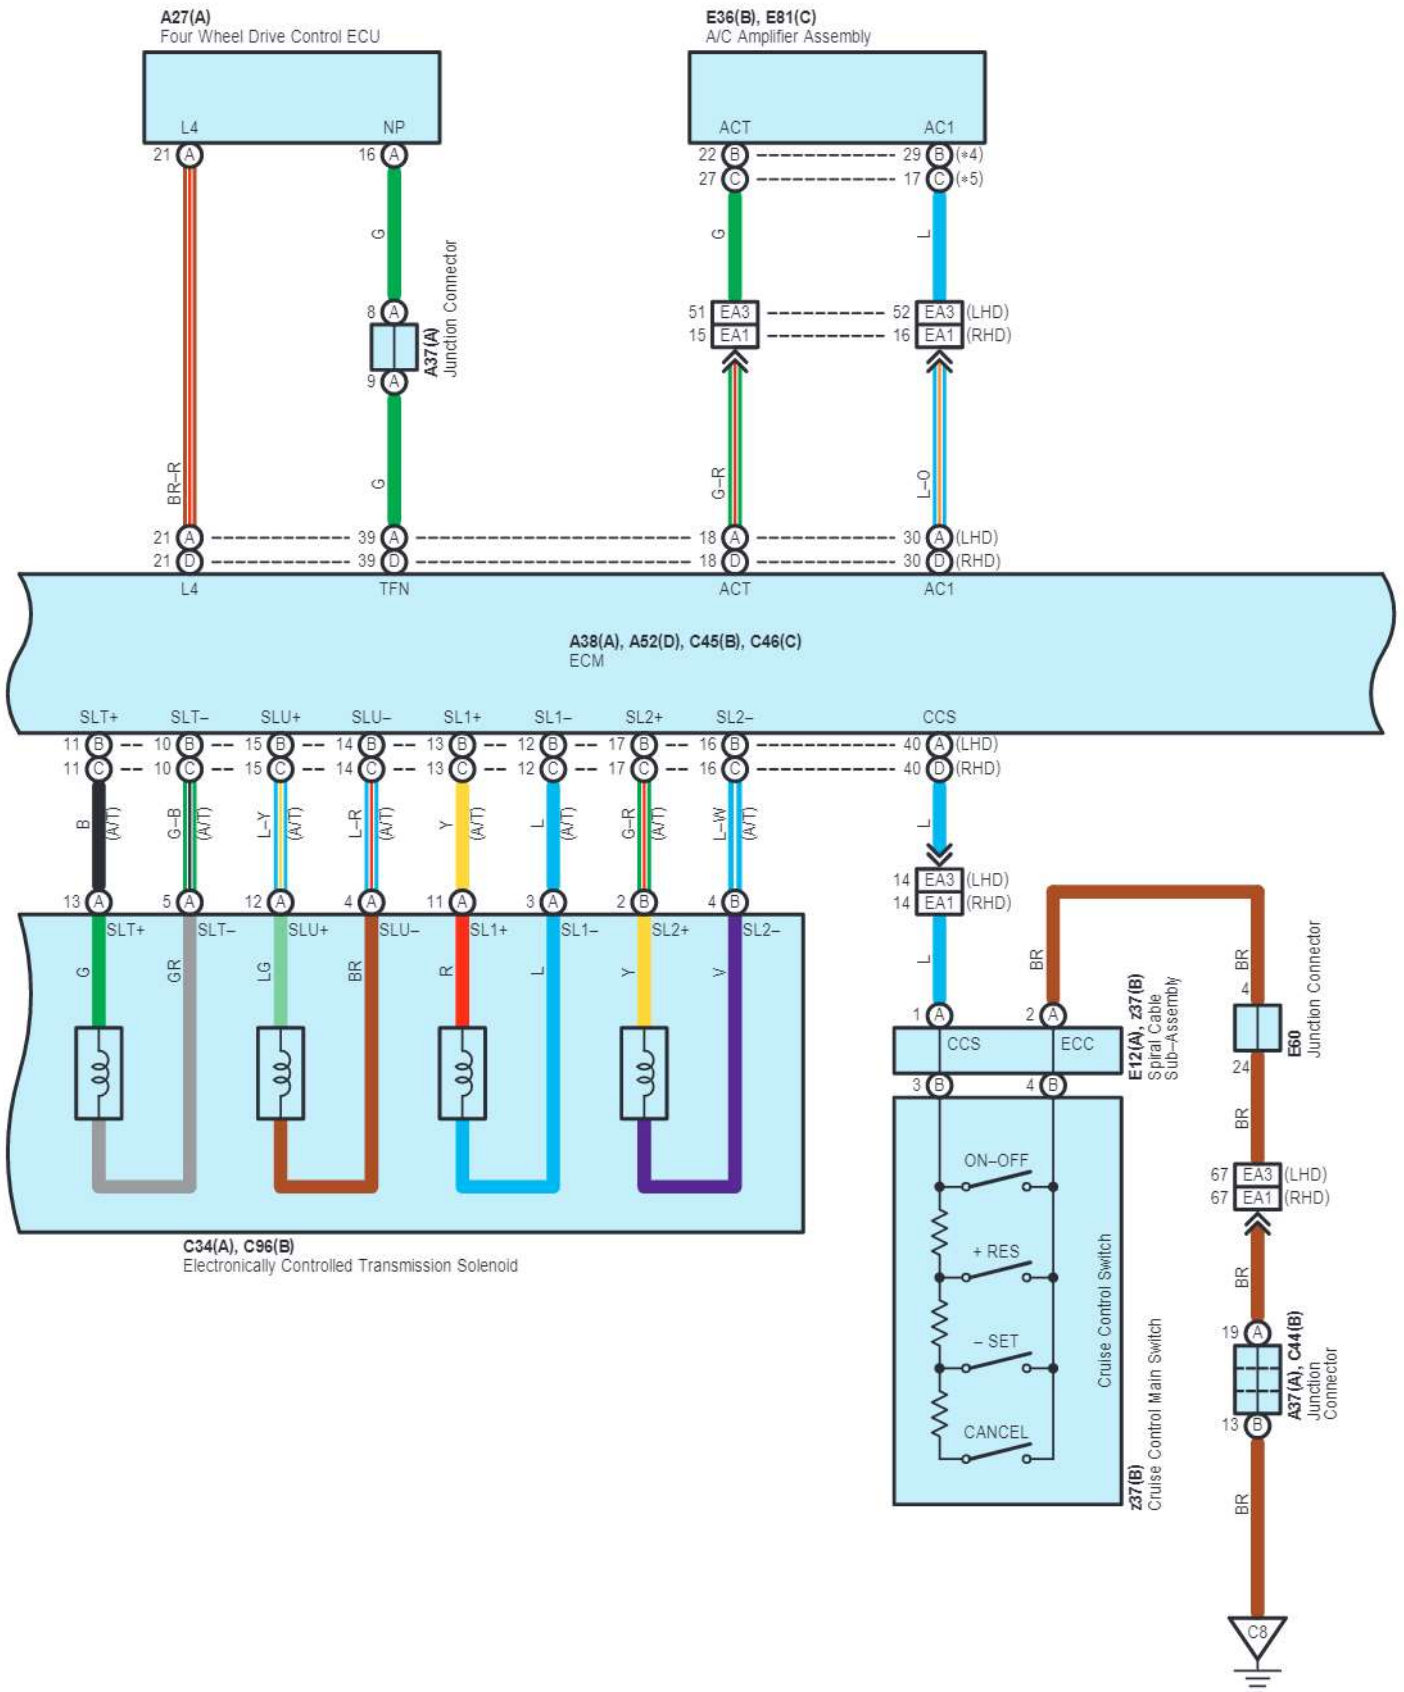 A27(A)
Four Wheel Drive Control ECU
E36(B), E81(C)
A/C Amplifier Assembly
L4 NP ACT AC1
21 A 16 A 22 B 29 B (*4)
27 C 17 C (*5)
G G L
8 A
A37(A)
Junction Connector
51 EA3 52 EA3 (LHD)
15 EA1 16 EA1 (RHD)
9 A
BR–R G G–R L–O
21 A 39 A 18 A 30 A (LHD)
21 D 39 D 18 D 30 D (RHD)
L4 TFN ACT AC1
A38(A), A52(D), C45(B), C46(C)
ECM
SLT+ SLT– SLU+ SLU– SL1+ SL1– SL2+ SL2– CCS
11 B 10 B 15 B 14 B 13 B 12 B 17 B 16 B 40 A (LHD)
11 C 10 C 15 C 14 C 13 C 12 C 17 C 16 C 40 D (RHD)
B (A/T) G–B (A/T) L–Y (A/T) L–R (A/T) Y (A/T) L (A/T) G–R (A/T) L–W (A/T) L
14 EA3 (LHD)
14 EA1 (RHD)
13 A 5 A 12 A 4 A 11 A 3 A 2 B 4 B
SLT+ SLT– SLU+ SLU– SL1+ SL1– SL2+ SL2–
G GR LG BR R L Y V L BR BR
4
1 A 2 A
CCS ECC
E12(A), z37(B)
Spiral Cable
Sub–Assembly
E60
Junction Connector
24
3 B 4 B
BR
ON–OFF
67 EA3 (LHD)
67 EA1 (RHD)
+ RES
BR
– SET
CANCEL
Cruise Control Switch
z37(B)
Cruise Control Main Switch
19 A
A37(A), C44(B)
Junction
Connector
13 B
BR
C8
C34(A), C96(B)
Electronically Controlled Transmission Solenoid